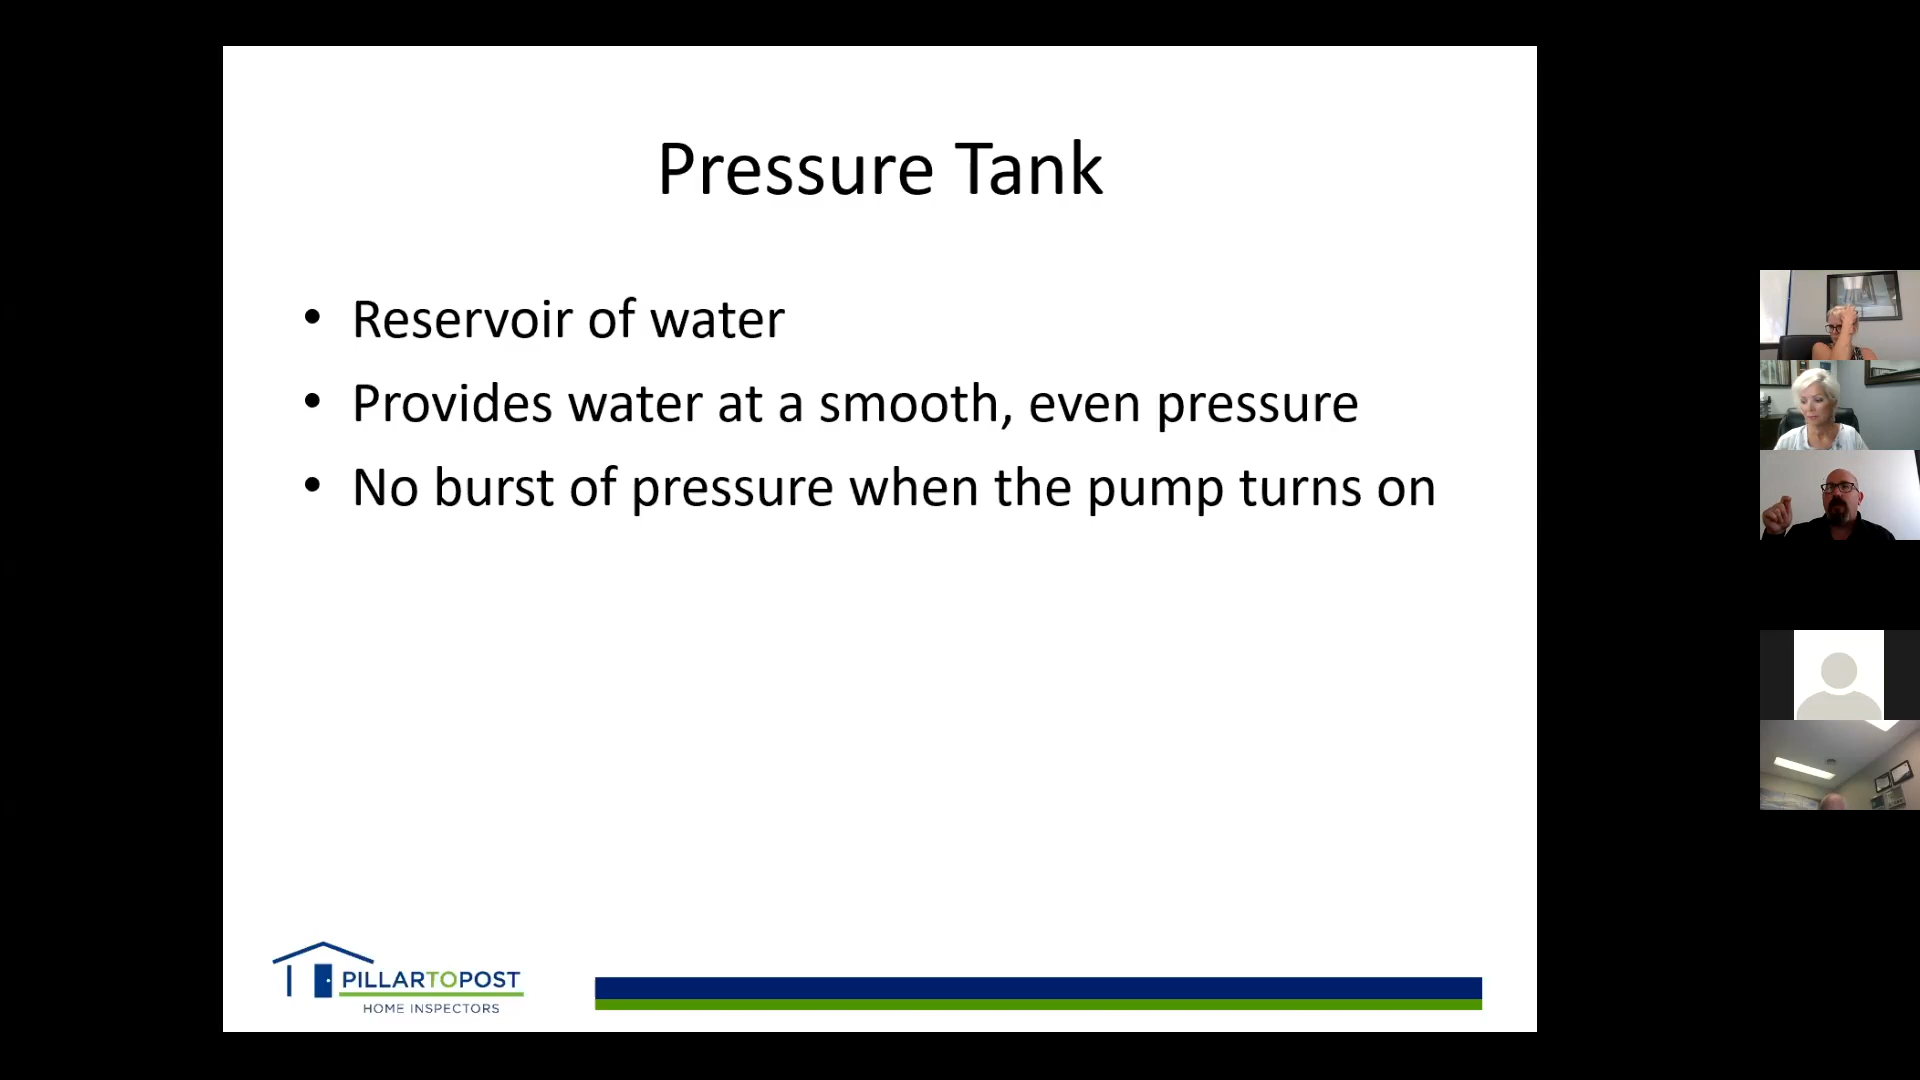 Pressure Tank
• Reservoir of water
• Provides water at a smooth, even pressure
• No burst of pressure when the pump turns on
PILLARTOPOST
HOME INSPECTORS